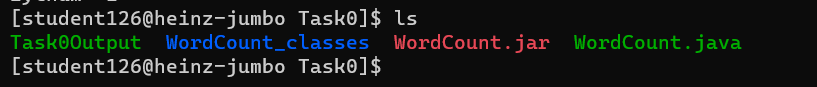 [student126@heinz-jumbo Task0]$ ls
Task0Output  WordCount_classes  WordCount.jar  WordCount.java
[student126@heinz-jumbo Task0]$